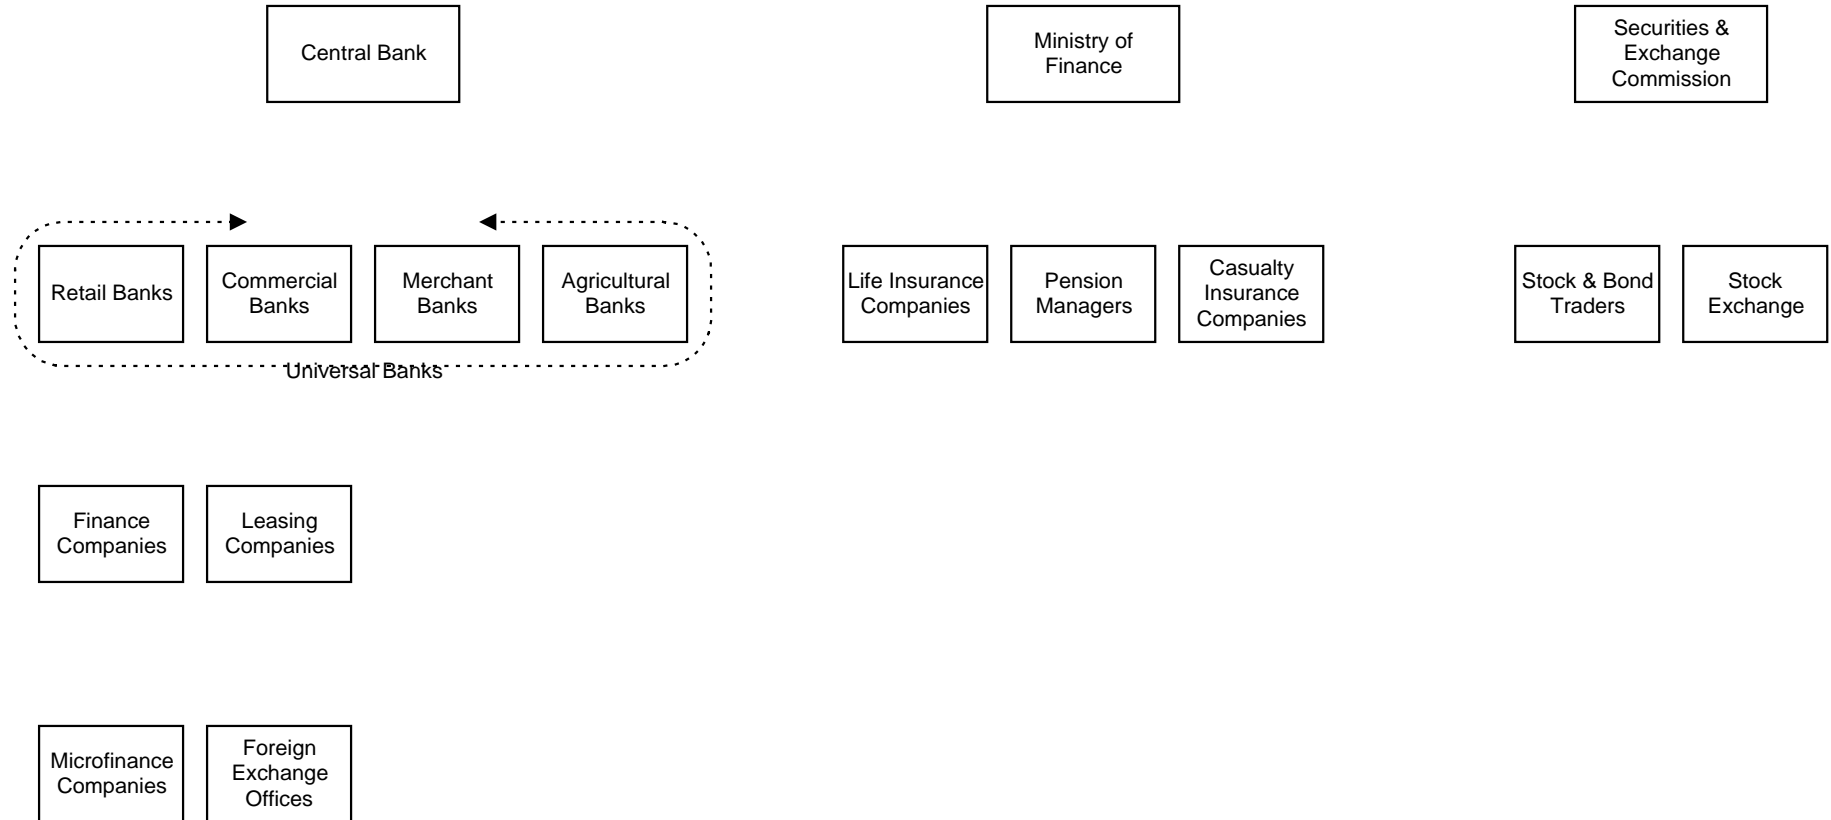 Central Bank
Ministry of
Finance
Securities &
Exchange
Commission
Retail Banks
Commercial
Banks
Merchant
Banks
Agricultural
Banks
Life Insurance
Companies
Pension
Managers
Casualty
Insurance
Companies
Stock & Bond
Traders
Stock
Exchange
Universal Banks
Finance
Companies
Leasing
Companies
Microfinance
Companies
Foreign
Exchange
Offices